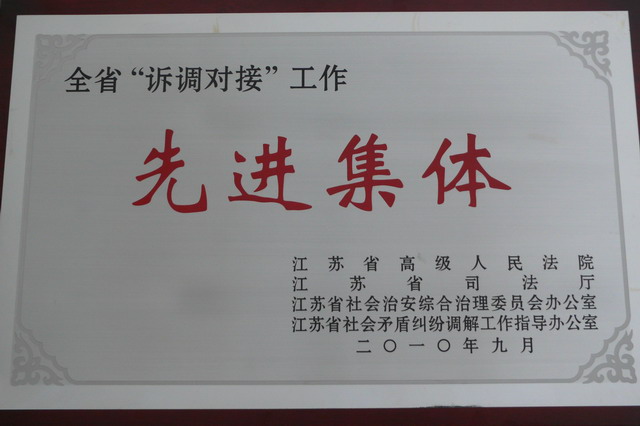 全省“诉调对接”工作
先进集体
江苏省高级人民法院
江苏省司法厅
江苏省社会治安综合治理委员会办公室
江苏省社会矛盾纠纷调解工作指导办公室
二〇一〇年九月